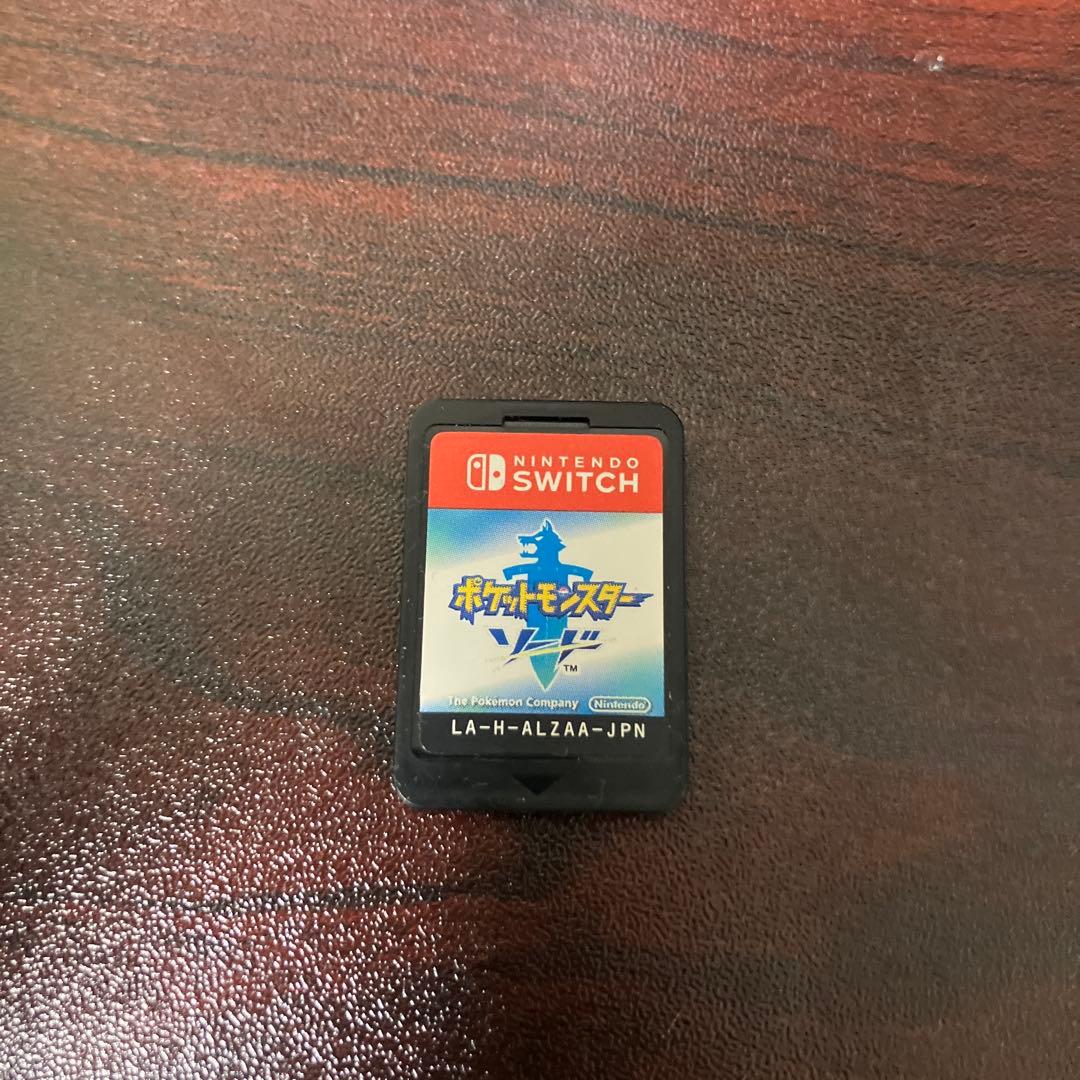 NINTENDO
SWITCH
ポケットモンスター
ソード
TM
The Pokémon Company Nintendo
LA-H-ALZAA-JPN